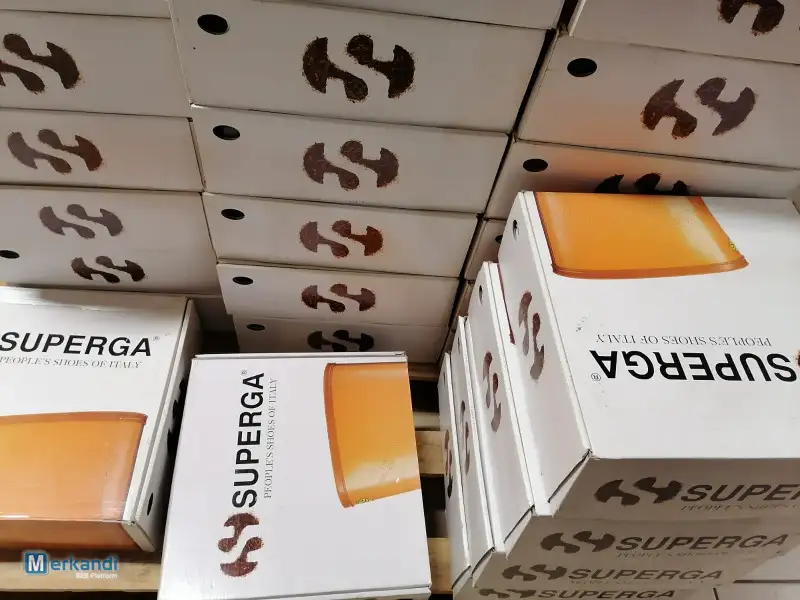 SUPERGA®
PEOPLE'S SHOES OF ITALY
SUPERGA®
PEOPLE'S SHOES OF ITALY
SUPERGA®
PEOPLE'S SHOES OF ITALY
SUPE
SUPERGA
SUPERGA
SUPERGA
Merkandi
B2B Platform